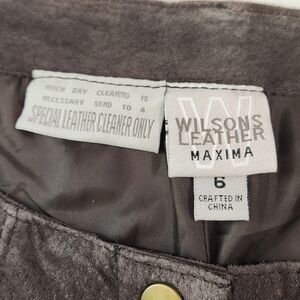 WHEN DRY CLEANING IS
NECESSARY SEND TO A
SPECIAL LEATHER CLEANER ONLY
W
WILSONS
LEATHER
MAXIMA
6
CRAFTED IN
CHINA